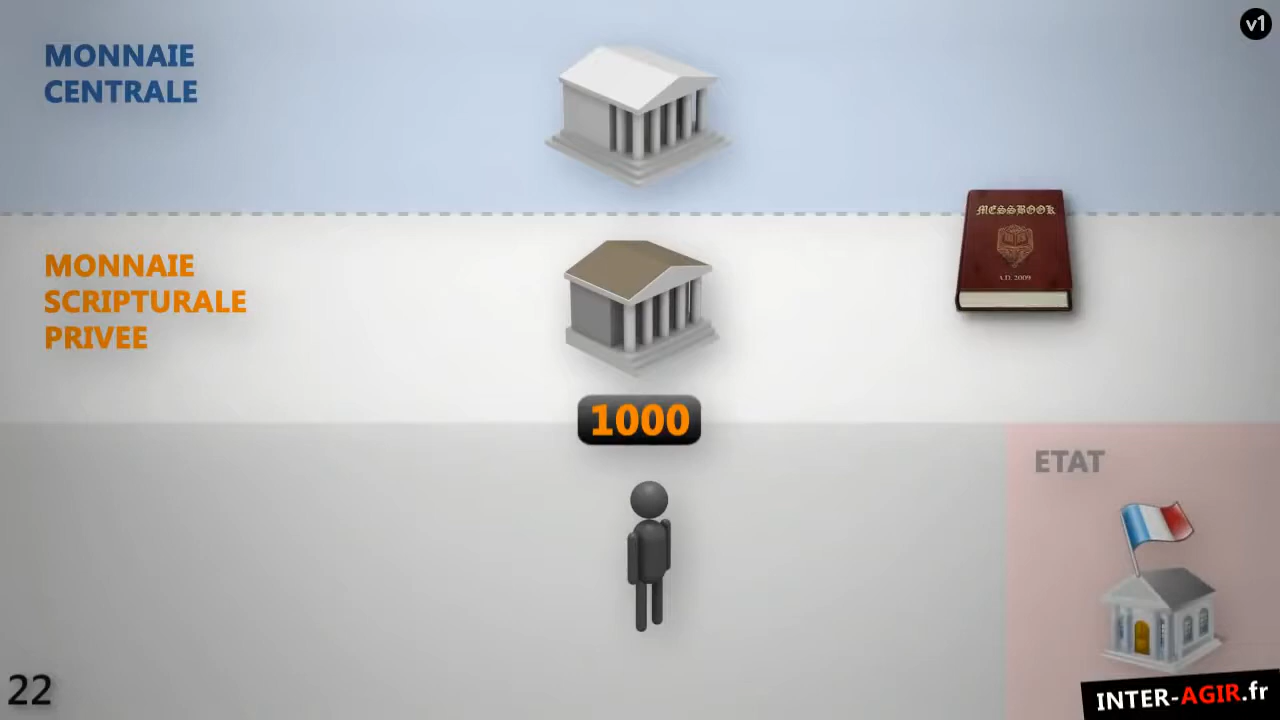 v1
MONNAIE
CENTRALE
MESSBOOK
A.D. 2009
MONNAIE
SCRIPTURALE
PRIVEE
1000
ETAT
22
INTER-AGIR.fr